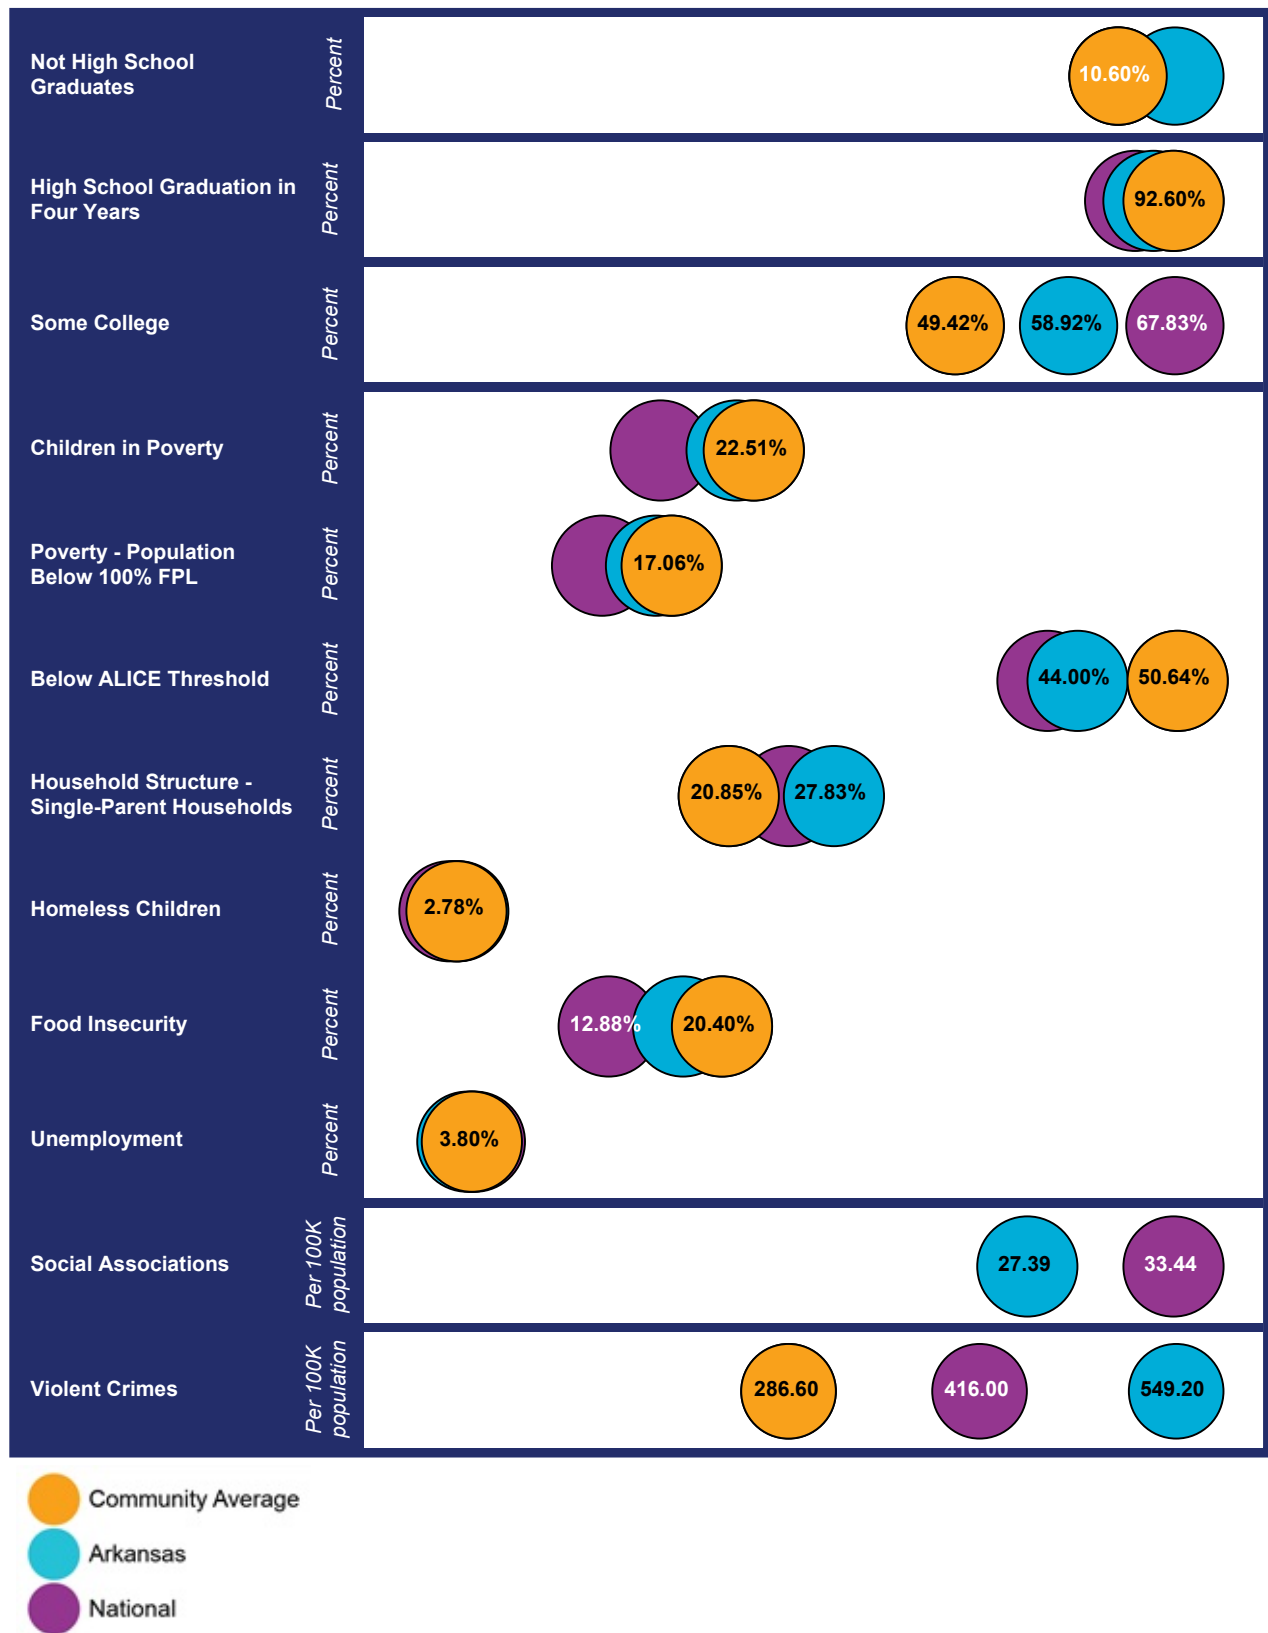 Not High School
Graduates
Percent
10.60%
High School Graduation in
Four Years
Percent
92.60%
Some College
Percent
49.42%
58.92%
67.83%
Children in Poverty
Percent
22.51%
Poverty - Population
Below 100% FPL
Percent
17.06%
Below ALICE Threshold
Percent
44.00%
50.64%
Household Structure -
Single-Parent Households
Percent
20.85%
27.83%
Homeless Children
Percent
2.78%
Food Insecurity
Percent
12.88%
20.40%
Unemployment
Percent
3.80%
Social Associations
Per 100K
population
27.39
33.44
Violent Crimes
Per 100K
population
286.60
416.00
549.20
Community Average
Arkansas
National